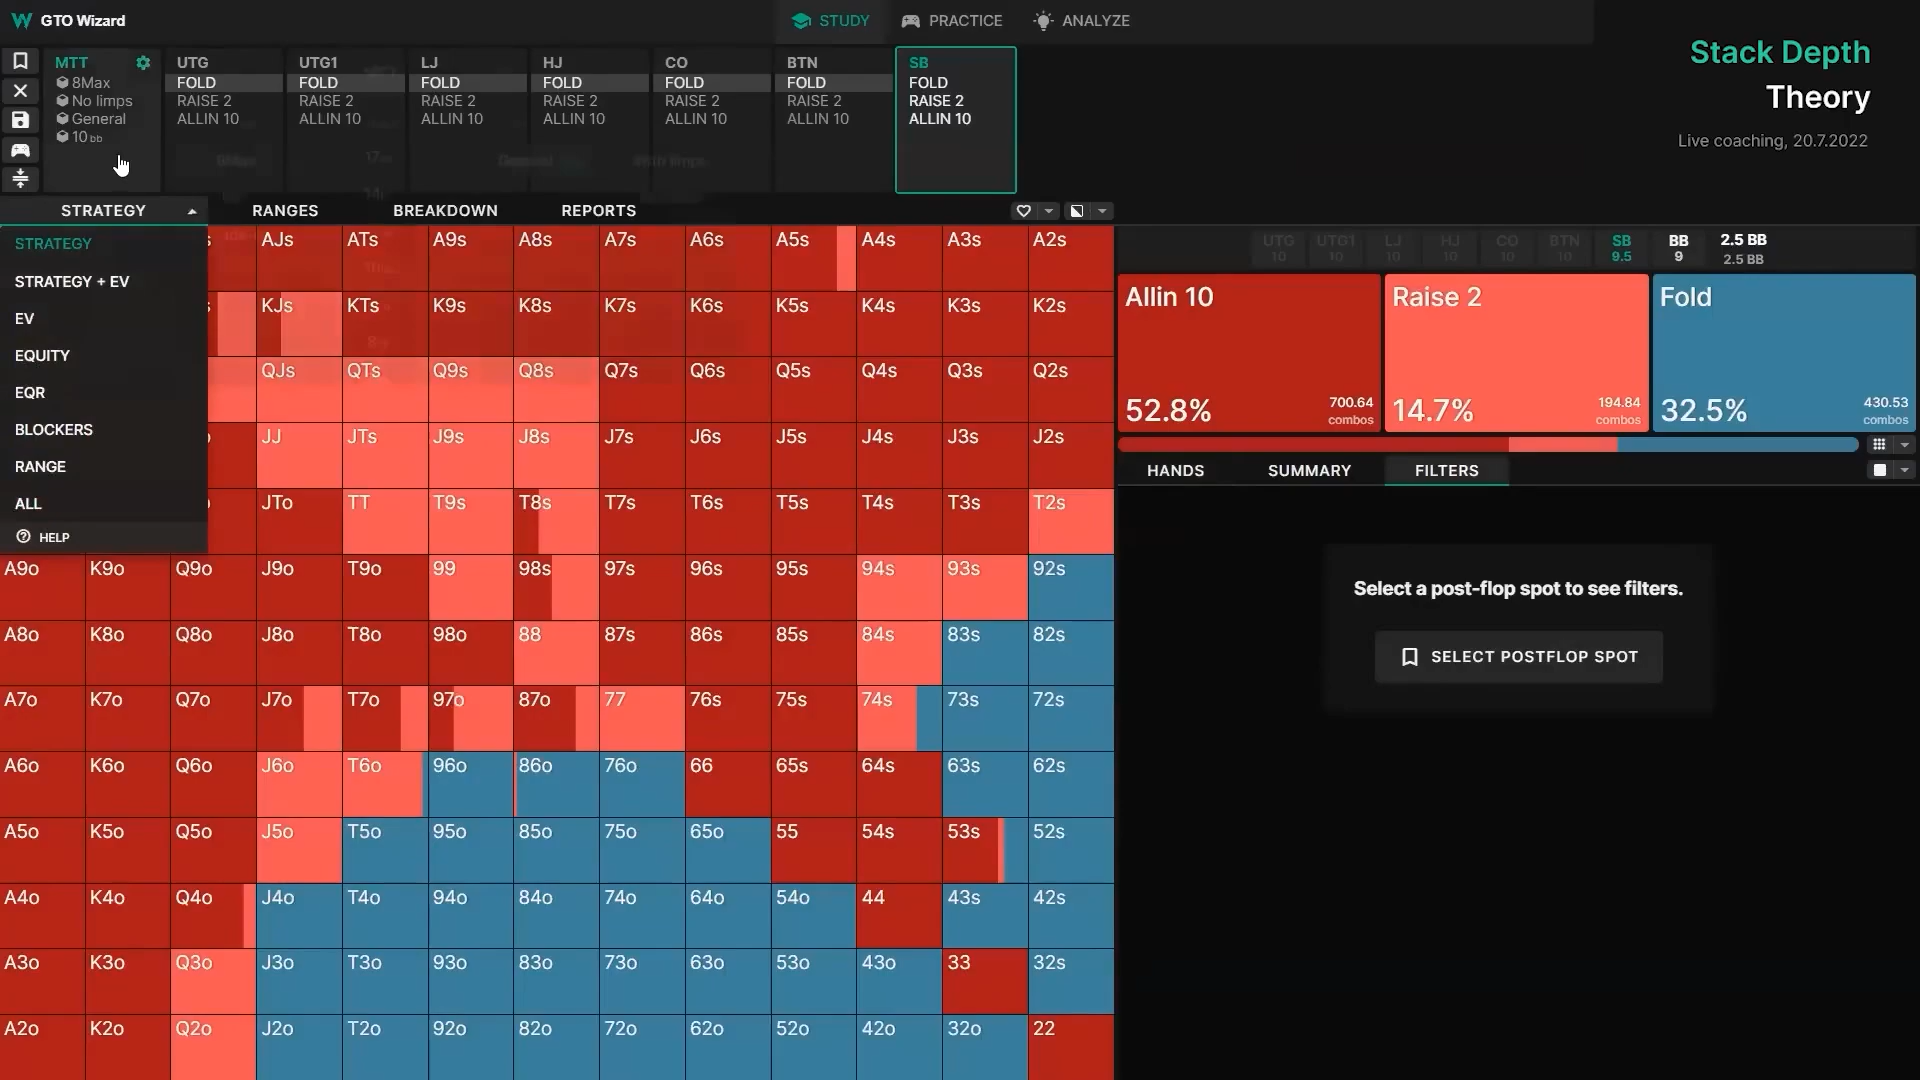 GTO Wizard
STUDY
PRACTICE
ANALYZE
Stack Depth
Theory
Live coaching, 20.7.2022
MTT
8Max
No limps
General
10 bb
UTG
FOLD
RAISE 2
ALLIN 10
UTG1
FOLD
RAISE 2
ALLIN 10
LJ
FOLD
RAISE 2
ALLIN 10
HJ
FOLD
RAISE 2
ALLIN 10
CO
FOLD
RAISE 2
ALLIN 10
BTN
FOLD
RAISE 2
ALLIN 10
SB
FOLD
RAISE 2
ALLIN 10
STRATEGY RANGES BREAKDOWN REPORTS
STRATEGY
STRATEGY + EV
EV
EQUITY
EQR
BLOCKERS
RANGE
ALL
HELP
AJs ATs A9s A8s A7s A6s A5s A4s A3s A2s
KJs KTs K9s K8s K7s K6s K5s K4s K3s K2s
QJs QTs Q9s Q8s Q7s Q6s Q5s Q4s Q3s Q2s
JJ JTs J9s J8s J7s J6s J5s J4s J3s J2s
JTo TT T9s T8s T7s T6s T5s T4s T3s T2s
A9o K9o Q9o J9o T9o 99 98s 97s 96s 95s 94s 93s 92s
A8o K8o Q8o J8o T8o 98o 88 87s 86s 85s 84s 83s 82s
A7o K7o Q7o J7o T7o 97o 87o 77 76s 75s 74s 73s 72s
A6o K6o Q6o J6o T6o 96o 86o 76o 66 65s 64s 63s 62s
A5o K5o Q5o J5o T5o 95o 85o 75o 65o 55 54s 53s 52s
A4o K4o Q4o J4o T4o 94o 84o 74o 64o 54o 44 43s 42s
A3o K3o Q3o J3o T3o 93o 83o 73o 63o 53o 43o 33 32s
A2o K2o Q2o J2o T2o 92o 82o 72o 62o 52o 42o 32o 22
UTG UTG1 LJ HJ CO BTN SB BB 2.5 BB
10 10 10 10 10 10 9.5 9 2.5 BB
Allin 10
52.8%
700.64
combos
Raise 2
14.7%
194.84
combos
Fold
32.5%
430.53
combos
HANDS SUMMARY FILTERS
Select a post-flop spot to see filters.
SELECT POSTFLOP SPOT